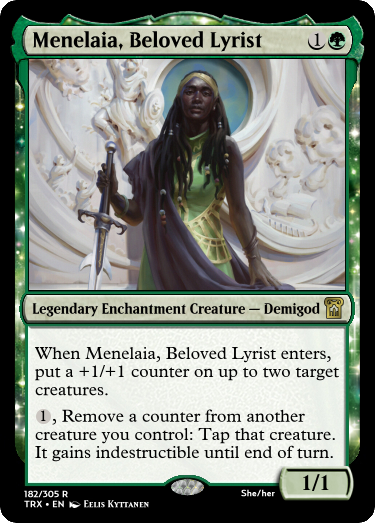 Menelaia, Beloved Lyrist 1
Legendary Enchantment Creature — Demigod
When Menelaia, Beloved Lyrist enters,
put a +1/+1 counter on up to two target
creatures.
1, Remove a counter from another
creature you control: Tap that creature.
It gains indestructible until end of turn.
1/1
182/305 R She/her
TRX • EN Eelis Kyttanen